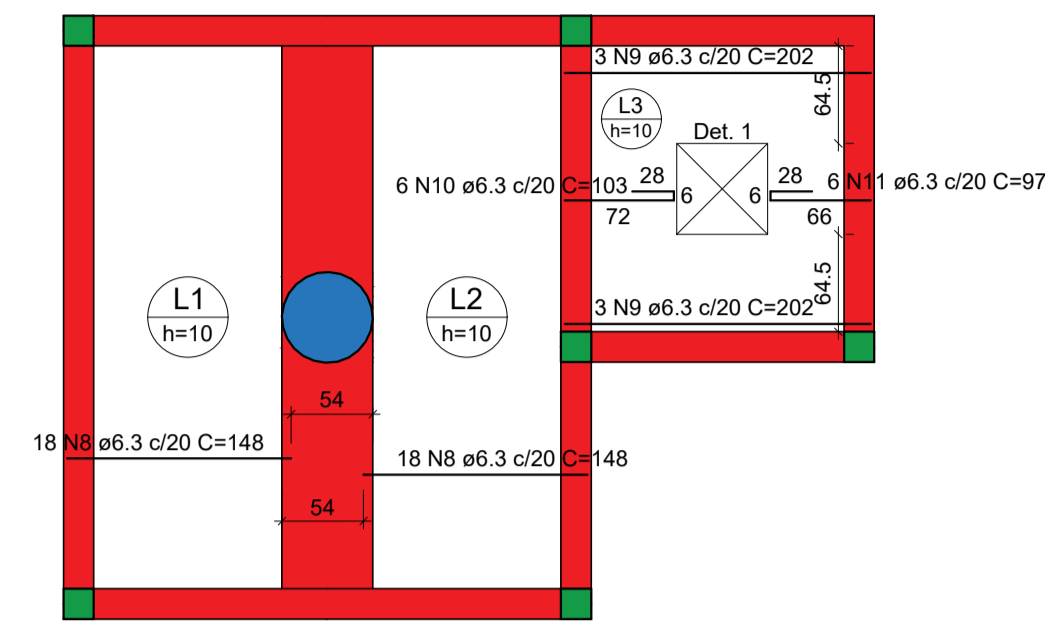 3 N9 ø6.3 c/20 C=202
64.5
L3
h=10
Det. 1
6 N10 ø6.3 c/20 C=103
28
28
6 N11 ø6.3 c/20 C=97
6
6
72
66
64.5
L1
h=10
L2
h=10
3 N9 ø6.3 c/20 C=202
54
18 N8 ø6.3 c/20 C=148
18 N8 ø6.3 c/20 C=148
54